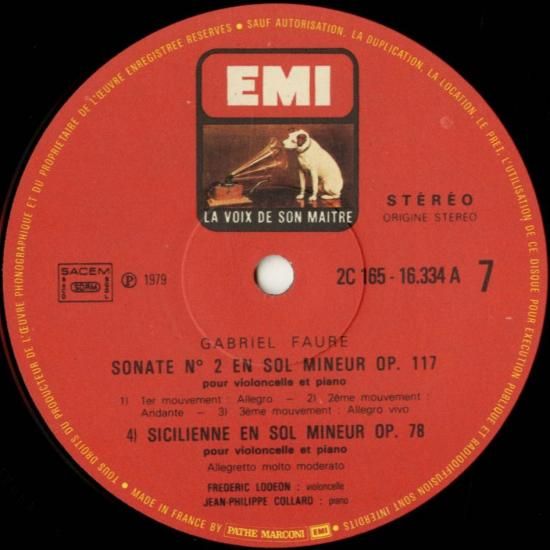 TOUS DROITS DU PRODUCTEUR DE L'ŒUVRE PHONOGRAPHIQUE ET DU PROPRIETAIRE DE L'ŒUVRE ENREGISTREE RESERVES • SAUF AUTORISATION, LA DUPLICATION, LA LOCATION, LE PRET, L'UTILISATION DE CE DISQUE POUR EXECUTION PUBLIQUE ET RADIODIFFUSION SONT INTERDITS •
EMI
LA VOIX DE SON MAITRE
STÉRÉO
ORIGINE STEREO
SACEM
SDRM
℗ 1979
2C 165 - 16.334 A 7
GABRIEL FAURE
SONATE N° 2 EN SOL MINEUR OP. 117
pour violoncelle et piano
1) 1er mouvement : Allegro – 2) 2ème mouvement :
Andante – 3) 3ème mouvement : Allegro vivo
4) SICILIENNE EN SOL MINEUR OP. 78
pour violoncelle et piano
Allegretto molto moderato
FREDERIC LODEON : violoncelle
JEAN-PHILIPPE COLLARD : piano
MADE IN FRANCE BY PATHE MARCONI EMI